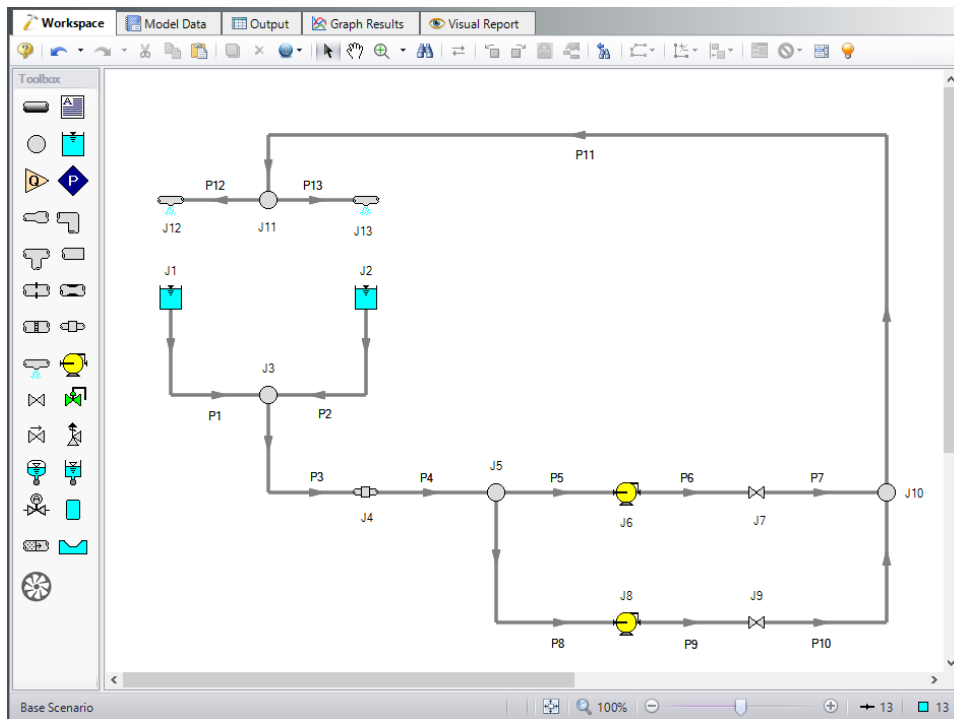 Workspace Model Data Output Graph Results Visual Report
Toolbox
A
Q
P
P11
P12 P13
J12 J11 J13
J1 J2
J3
P1 P2
P3 P4 J5 P5 P6 P7
J4 J6 J7 J10
J8 J9
P8 P9 P10
Base Scenario 100% 13 13